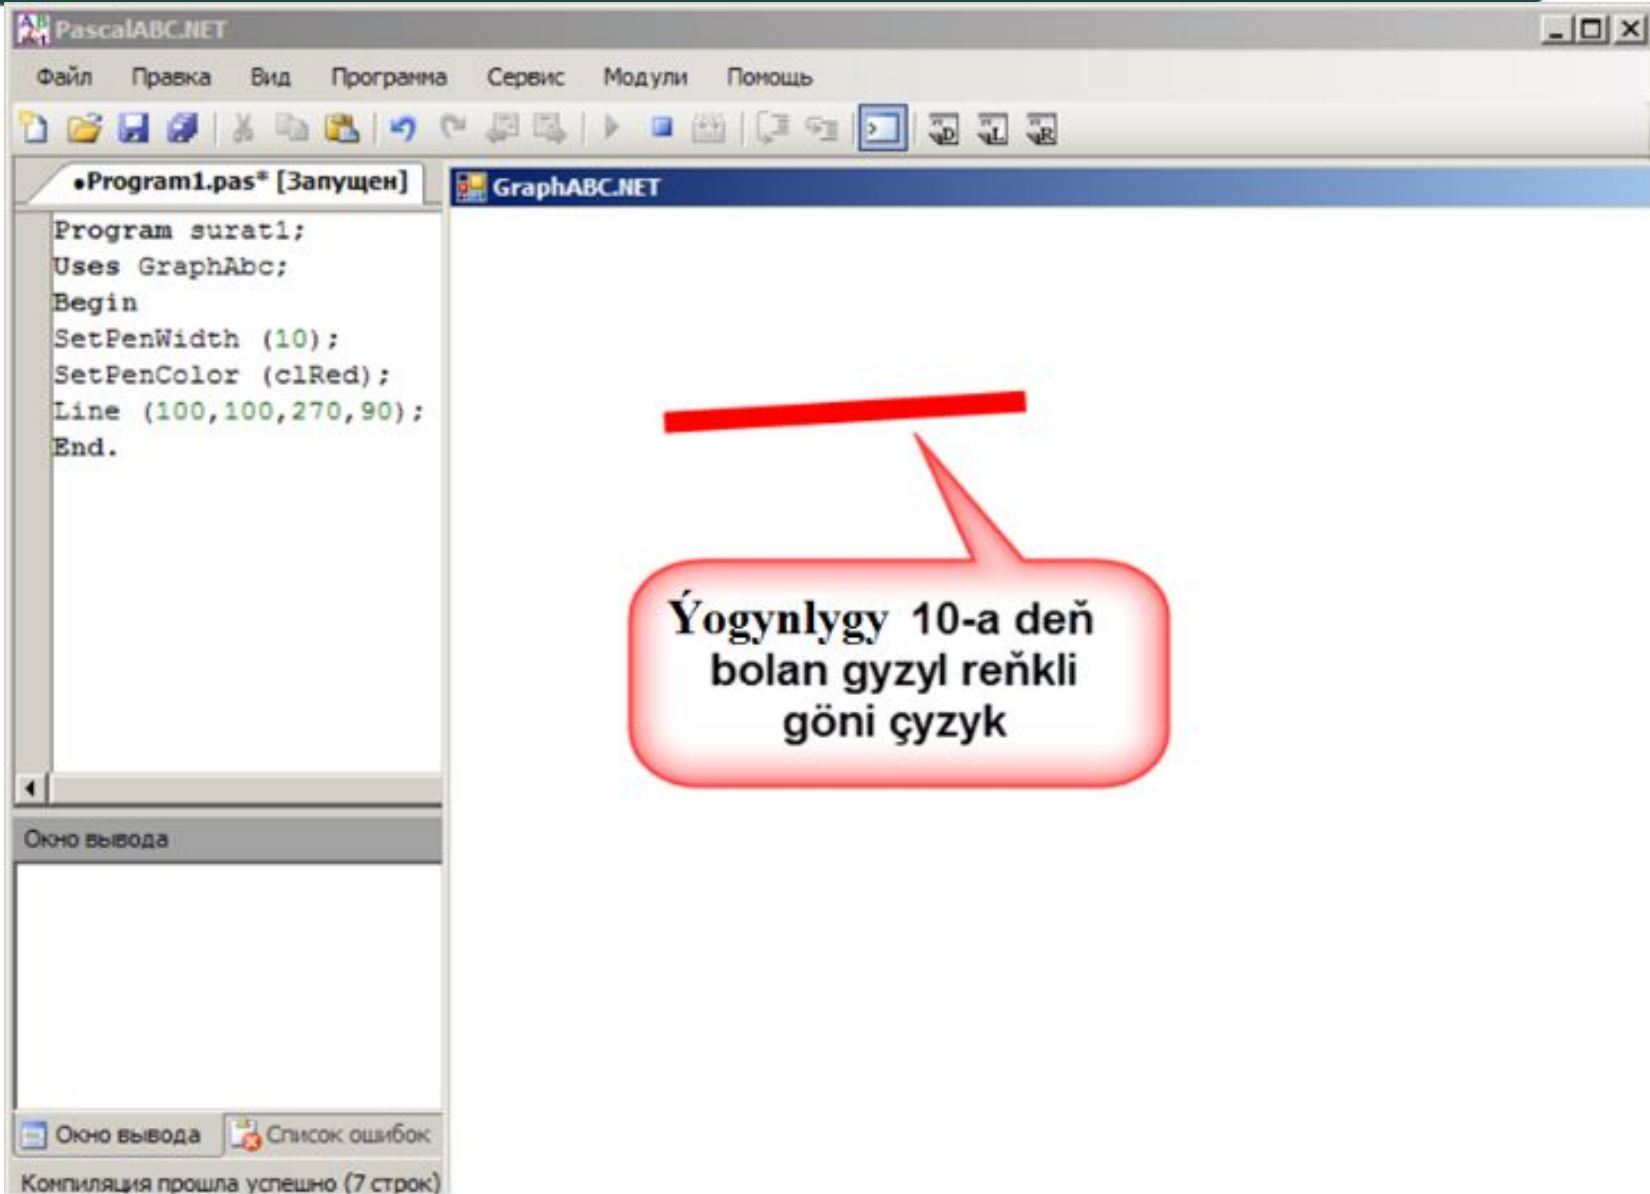 PascalABC.NET
Файл Правка Вид Программа Сервис Модули Помощь
•Program1.pas* [Запущен]
GraphABC.NET
Program surat1;
Uses GraphAbc;
Begin
SetPenWidth (10);
SetPenColor (clRed);
Line (100,100,270,90);
End.
Ýogynlygy 10-a deň
bolan gyzyl reňkli
göni çyzyk
Окно вывода
Окно вывода Список ошибок
Компиляция прошла успешно (7 строк)